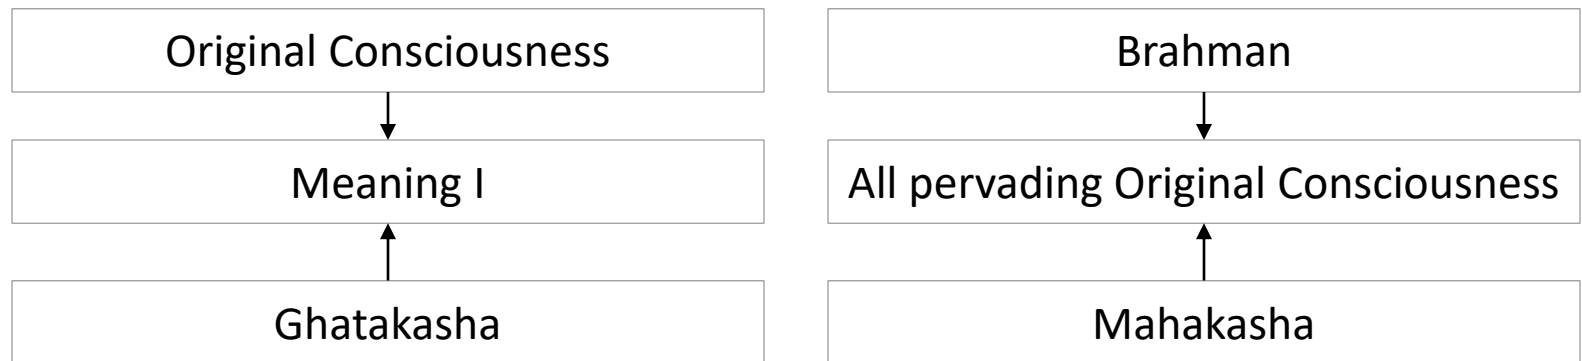 Original Consciousness
Meaning I
Ghatakasha
Brahman
All pervading Original Consciousness
Mahakasha